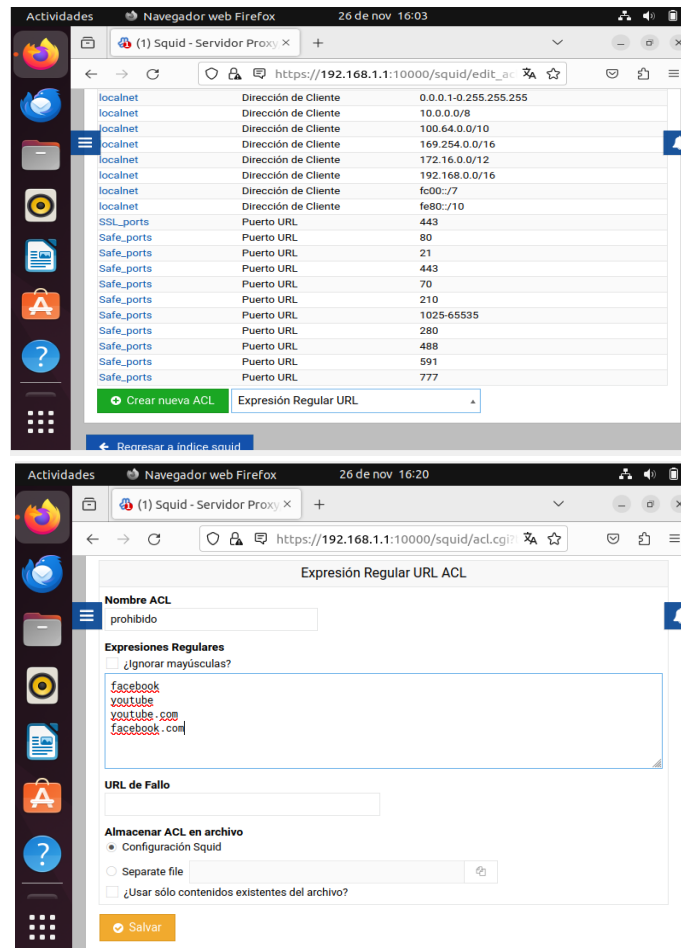 Actividades Navegador web Firefox 26 de nov 16:03
(1) Squid - Servidor Proxy
https://192.168.1.1:10000/squid/edit_ac
localnet Dirección de Cliente 0.0.0.1-0.255.255.255
localnet Dirección de Cliente 10.0.0.0/8
localnet Dirección de Cliente 100.64.0.0/10
localnet Dirección de Cliente 169.254.0.0/16
localnet Dirección de Cliente 172.16.0.0/12
localnet Dirección de Cliente 192.168.0.0/16
localnet Dirección de Cliente fc00::/7
localnet Dirección de Cliente fe80::/10
SSL_ports Puerto URL 443
Safe_ports Puerto URL 80
Safe_ports Puerto URL 21
Safe_ports Puerto URL 443
Safe_ports Puerto URL 70
Safe_ports Puerto URL 210
Safe_ports Puerto URL 1025-65535
Safe_ports Puerto URL 280
Safe_ports Puerto URL 488
Safe_ports Puerto URL 591
Safe_ports Puerto URL 777
Crear nueva ACL Expresión Regular URL
Regresar a índice squid
Actividades Navegador web Firefox 26 de nov 16:20
(1) Squid - Servidor Proxy
https://192.168.1.1:10000/squid/acl.cgi?
Expresión Regular URL ACL
Nombre ACL
prohibido
Expresiones Regulares
¿Ignorar mayúsculas?
facebook
youtube
youtube.com
facebook.com
URL de Fallo
Almacenar ACL en archivo
Configuración Squid
Separate file
¿Usar sólo contenidos existentes del archivo?
Salvar